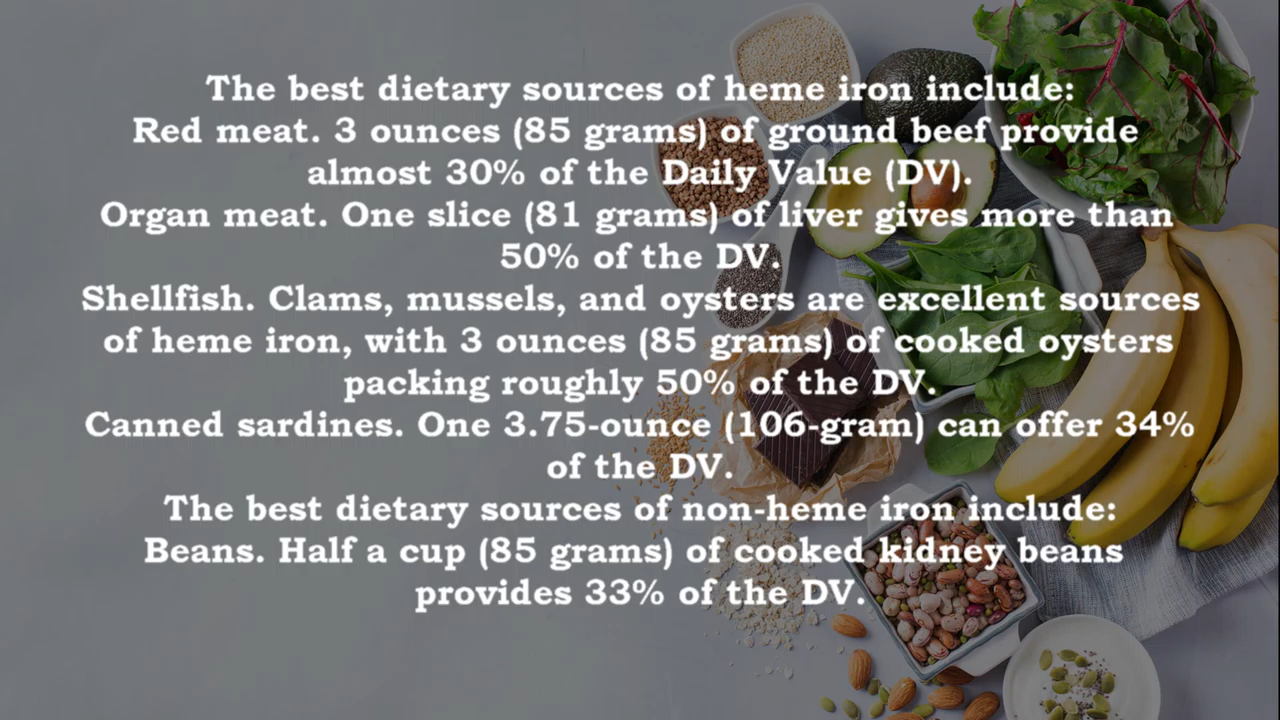 The best dietary sources of heme iron include:
Red meat. 3 ounces (85 grams) of ground beef provide
almost 30% of the Daily Value (DV).
Organ meat. One slice (81 grams) of liver gives more than
50% of the DV.
Shellfish. Clams, mussels, and oysters are excellent sources
of heme iron, with 3 ounces (85 grams) of cooked oysters
packing roughly 50% of the DV.
Canned sardines. One 3.75-ounce (106-gram) can offer 34%
of the DV.
The best dietary sources of non-heme iron include:
Beans. Half a cup (85 grams) of cooked kidney beans
provides 33% of the DV.